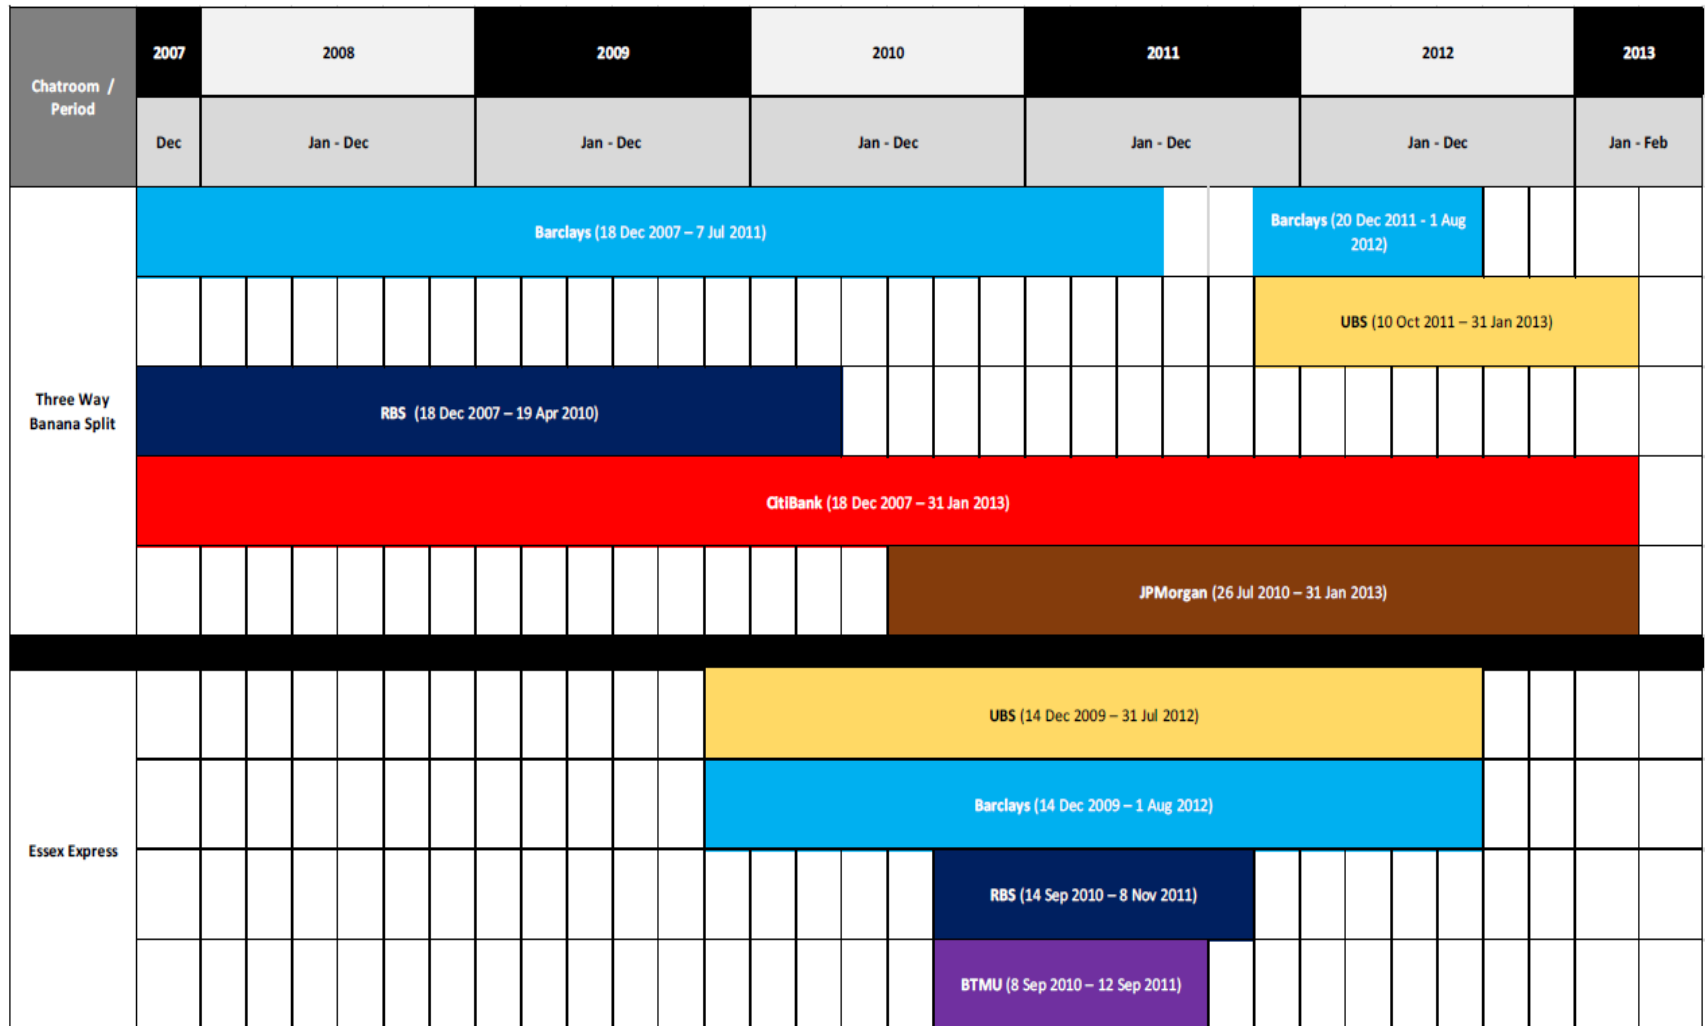 Chatroom /
Period
2007
2008
2009
2010
2011
2012
2013
Dec
Jan - Dec
Jan - Dec
Jan - Dec
Jan - Dec
Jan - Dec
Jan - Feb
Three Way
Banana Split
Barclays (18 Dec 2007 – 7 Jul 2011)
Barclays (20 Dec 2011 - 1 Aug
2012)
UBS (10 Oct 2011 – 31 Jan 2013)
RBS (18 Dec 2007 – 19 Apr 2010)
CitiBank (18 Dec 2007 – 31 Jan 2013)
JPMorgan (26 Jul 2010 – 31 Jan 2013)
Essex Express
UBS (14 Dec 2009 – 31 Jul 2012)
Barclays (14 Dec 2009 – 1 Aug 2012)
RBS (14 Sep 2010 – 8 Nov 2011)
BTMU (8 Sep 2010 – 12 Sep 2011)